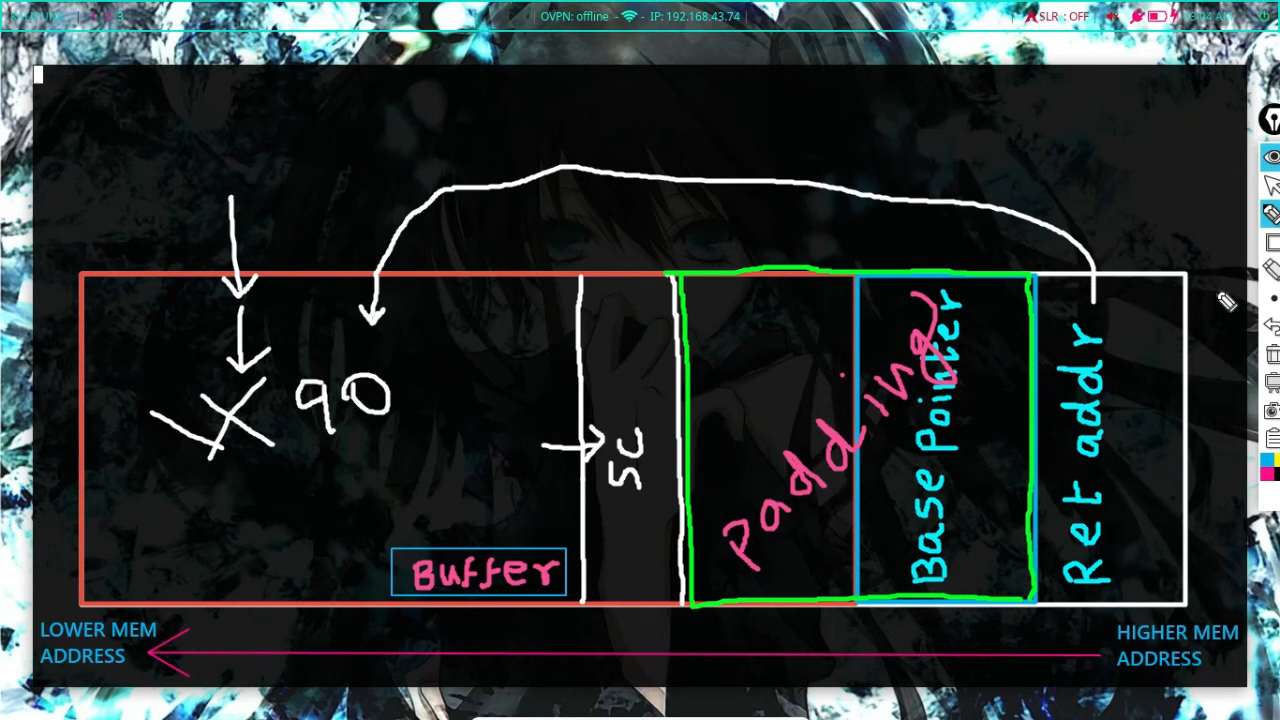 OVPN: offline - - IP: 192.168.43.74 |
SLR : OFF
\x 90
SC
Padding
Base Pointer
Ret addr
Buffer
LOWER MEM
ADDRESS
HIGHER MEM
ADDRESS